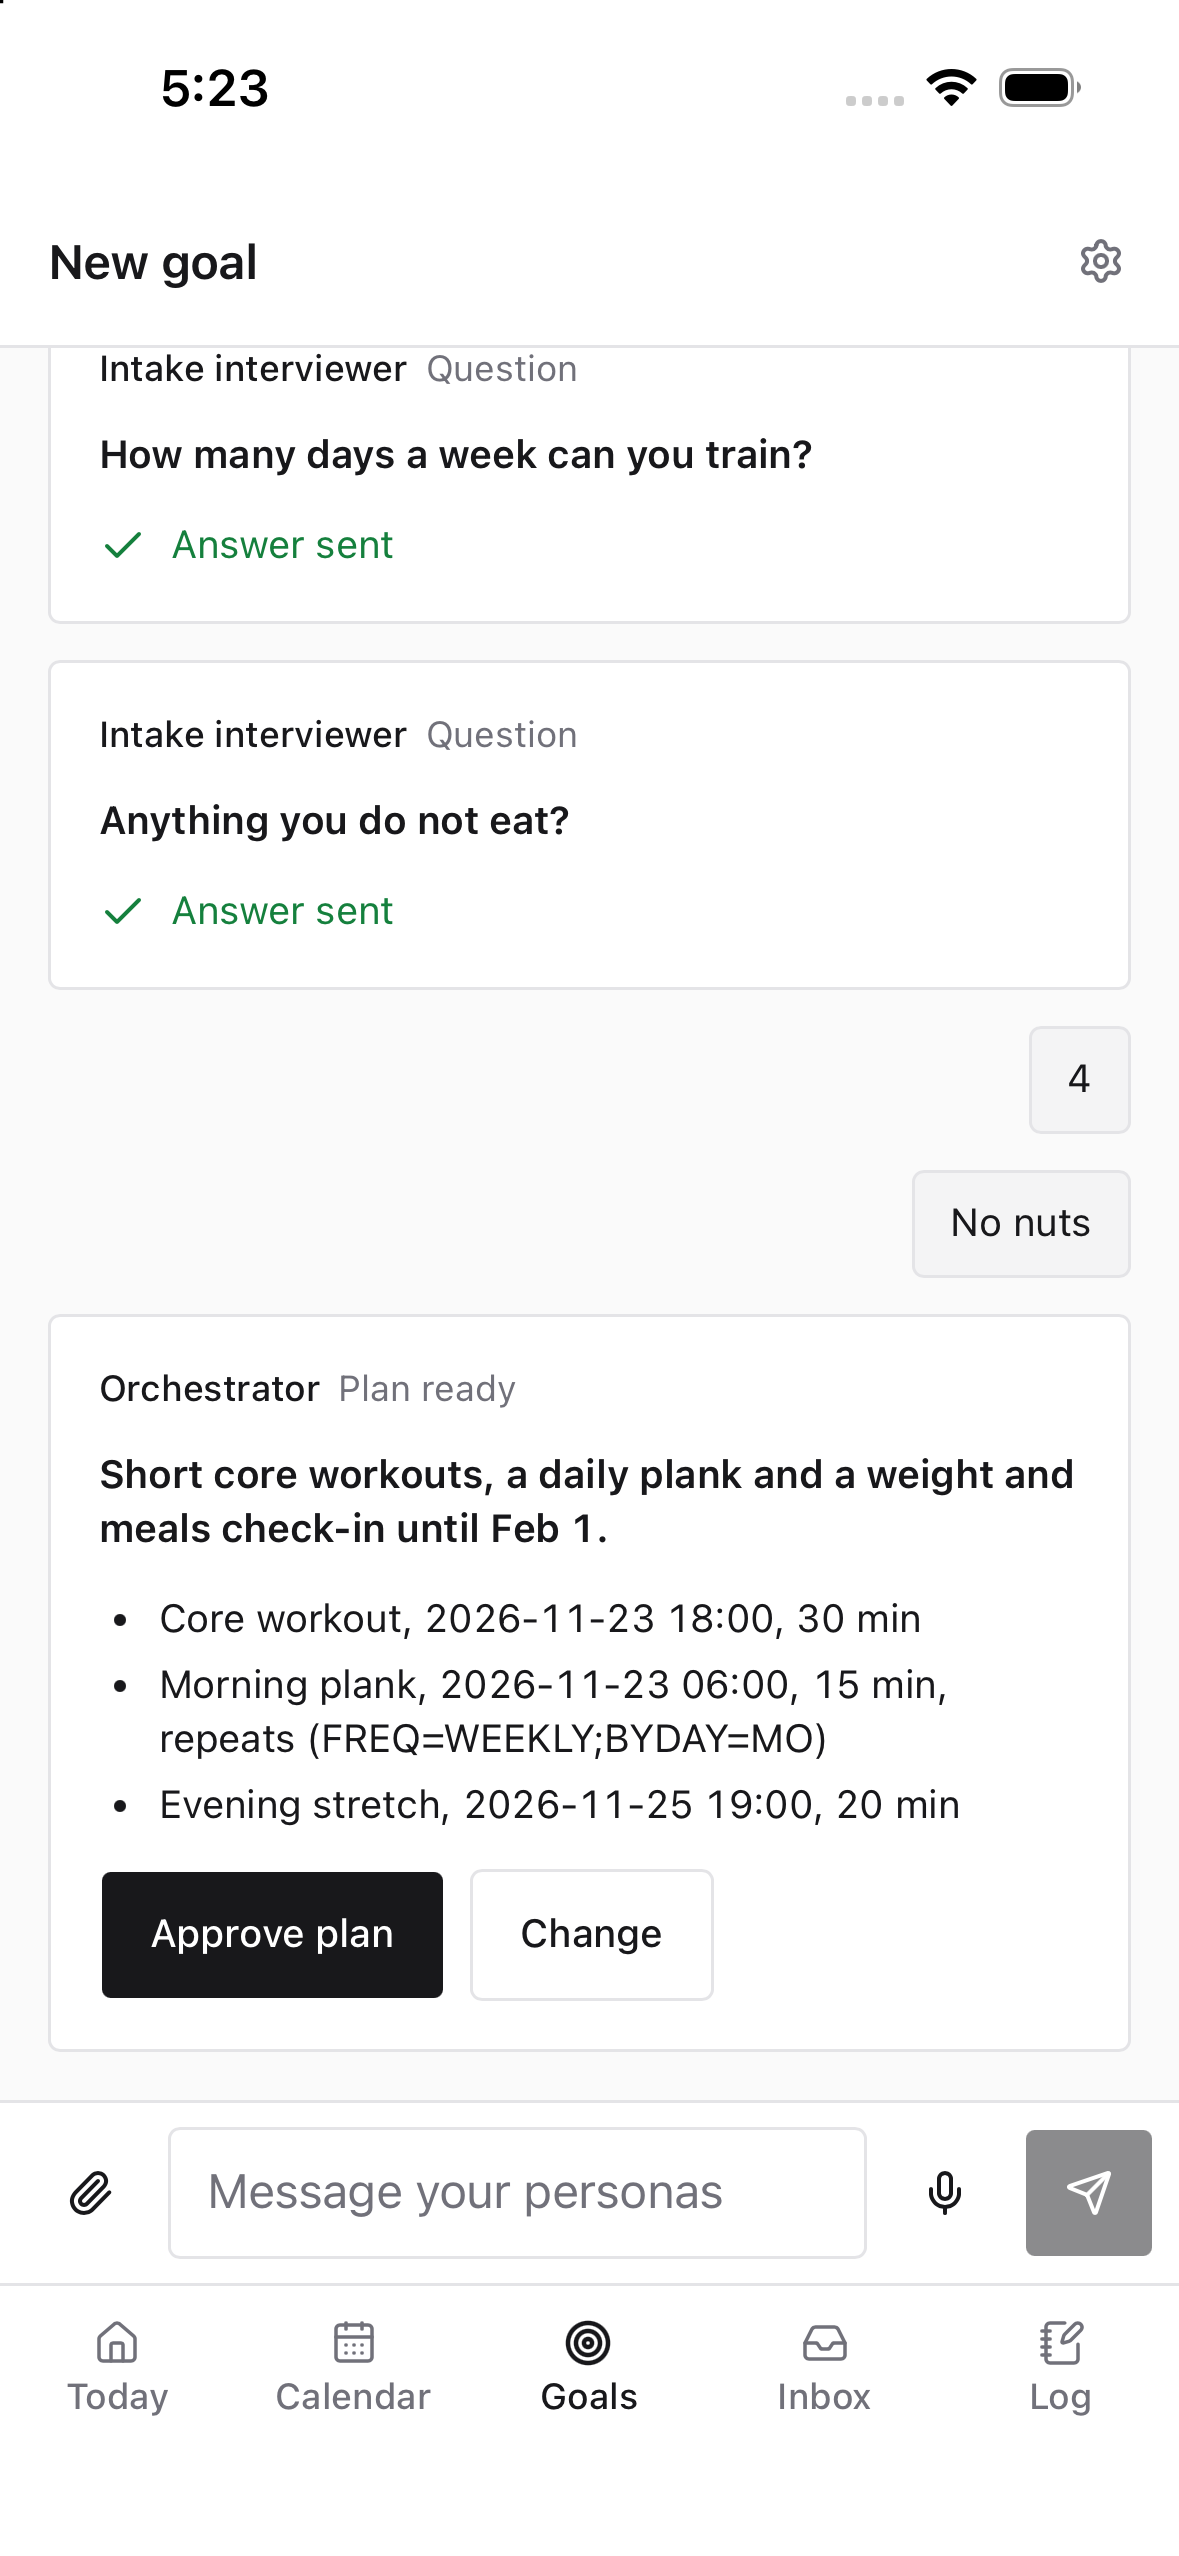 5:23
New goal
Intake interviewer Question
How many days a week can you train?
Answer sent
Intake interviewer Question
Anything you do not eat?
Answer sent
4
No nuts
Orchestrator Plan ready
Short core workouts, a daily plank and a weight and
meals check-in until Feb 1.
• Core workout, 2026-11-23 18:00, 30 min
• Morning plank, 2026-11-23 06:00, 15 min,
repeats (FREQ=WEEKLY;BYDAY=MO)
• Evening stretch, 2026-11-25 19:00, 20 min
Approve plan Change
Message your personas
Today Calendar Goals Inbox Log